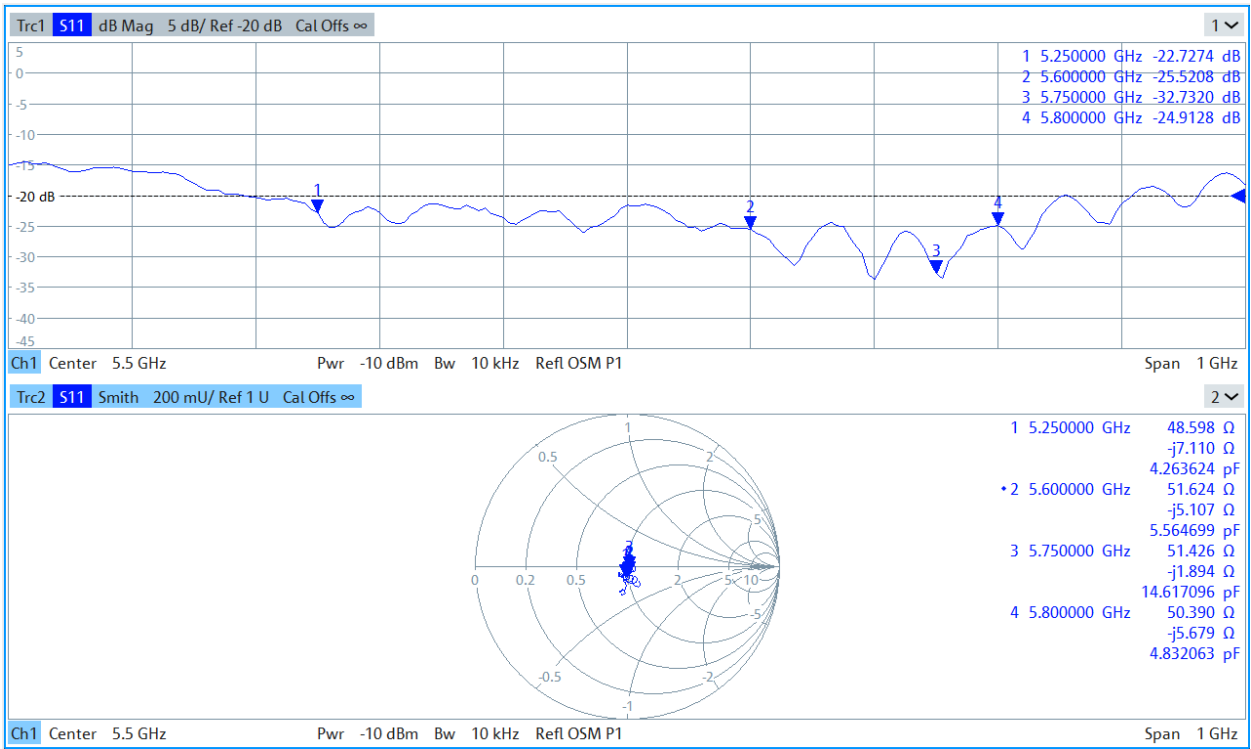 Trc1 S11 dB Mag 5 dB/ Ref -20 dB Cal Offs ∞ 1
5
0
-5
-10
-15
-20 dB
-25
-30
-35
-40
-45
1 5.250000 GHz -22.7274 dB
2 5.600000 GHz -25.5208 dB
3 5.750000 GHz -32.7320 dB
4 5.800000 GHz -24.9128 dB
1
2
3
4
Ch1 Center 5.5 GHz Pwr -10 dBm Bw 10 kHz Refl OSM P1 Span 1 GHz
Trc2 S11 Smith 200 mU/ Ref 1 U Cal Offs ∞ 2
1
0.5
2
5
0 0.2 0.5 2 5 10
-5
-0.5
-2
-1
1 5.250000 GHz 48.598 Ω
-j7.110 Ω
4.263624 pF
2 5.600000 GHz 51.624 Ω
-j5.107 Ω
5.564699 pF
3 5.750000 GHz 51.426 Ω
-j1.894 Ω
14.617096 pF
4 5.800000 GHz 50.390 Ω
-j5.679 Ω
4.832063 pF
Ch1 Center 5.5 GHz Pwr -10 dBm Bw 10 kHz Refl OSM P1 Span 1 GHz